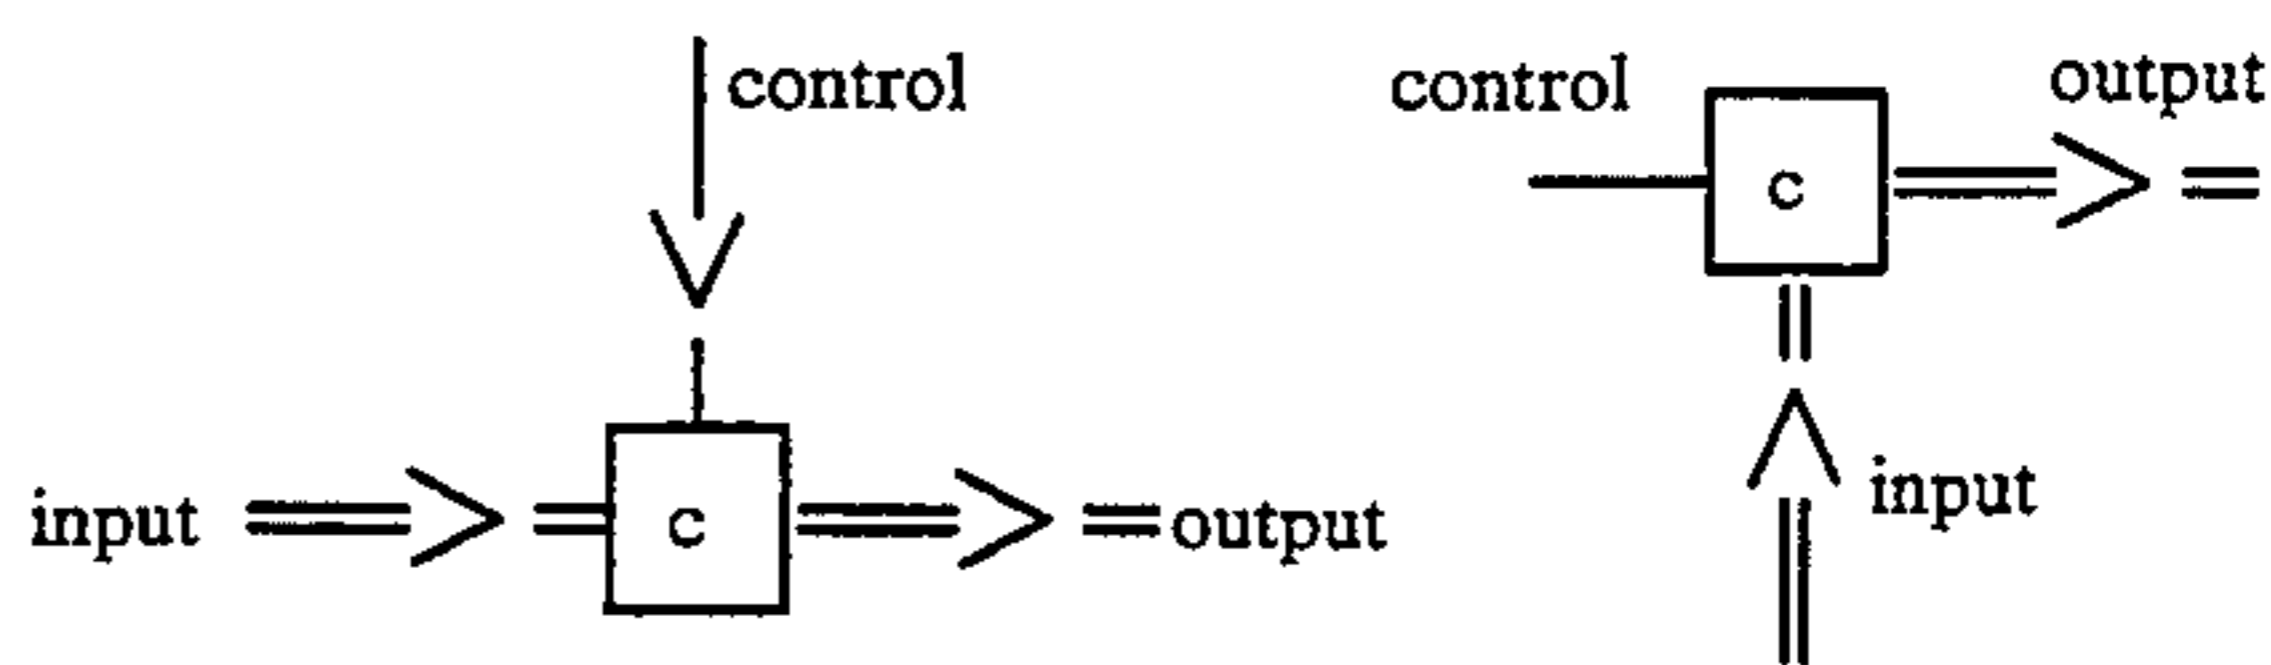 control
input
c
output
control
c
output
input